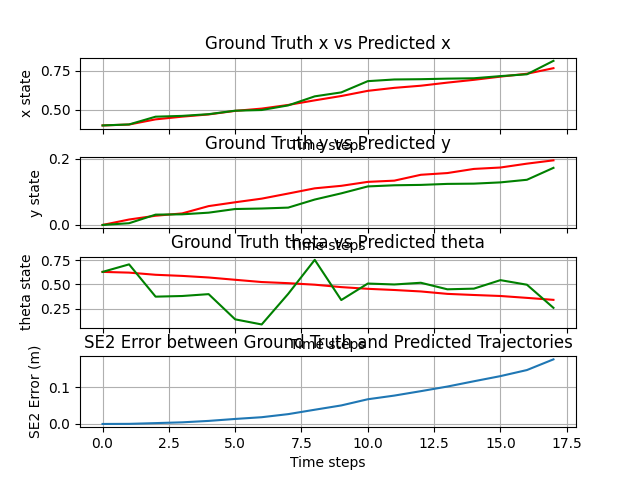 Ground Truth x vs Predicted x
0.75
0.50
x state
Time steps
Ground Truth y vs Predicted y
0.2
0.0
y state
Time steps
Ground Truth theta vs Predicted theta
0.75
0.50
0.25
theta state
Time steps
SE2 Error between Ground Truth and Predicted Trajectories
0.1
0.0
SE2 Error (m)
0.0 2.5 5.0 7.5 10.0 12.5 15.0 17.5
Time steps